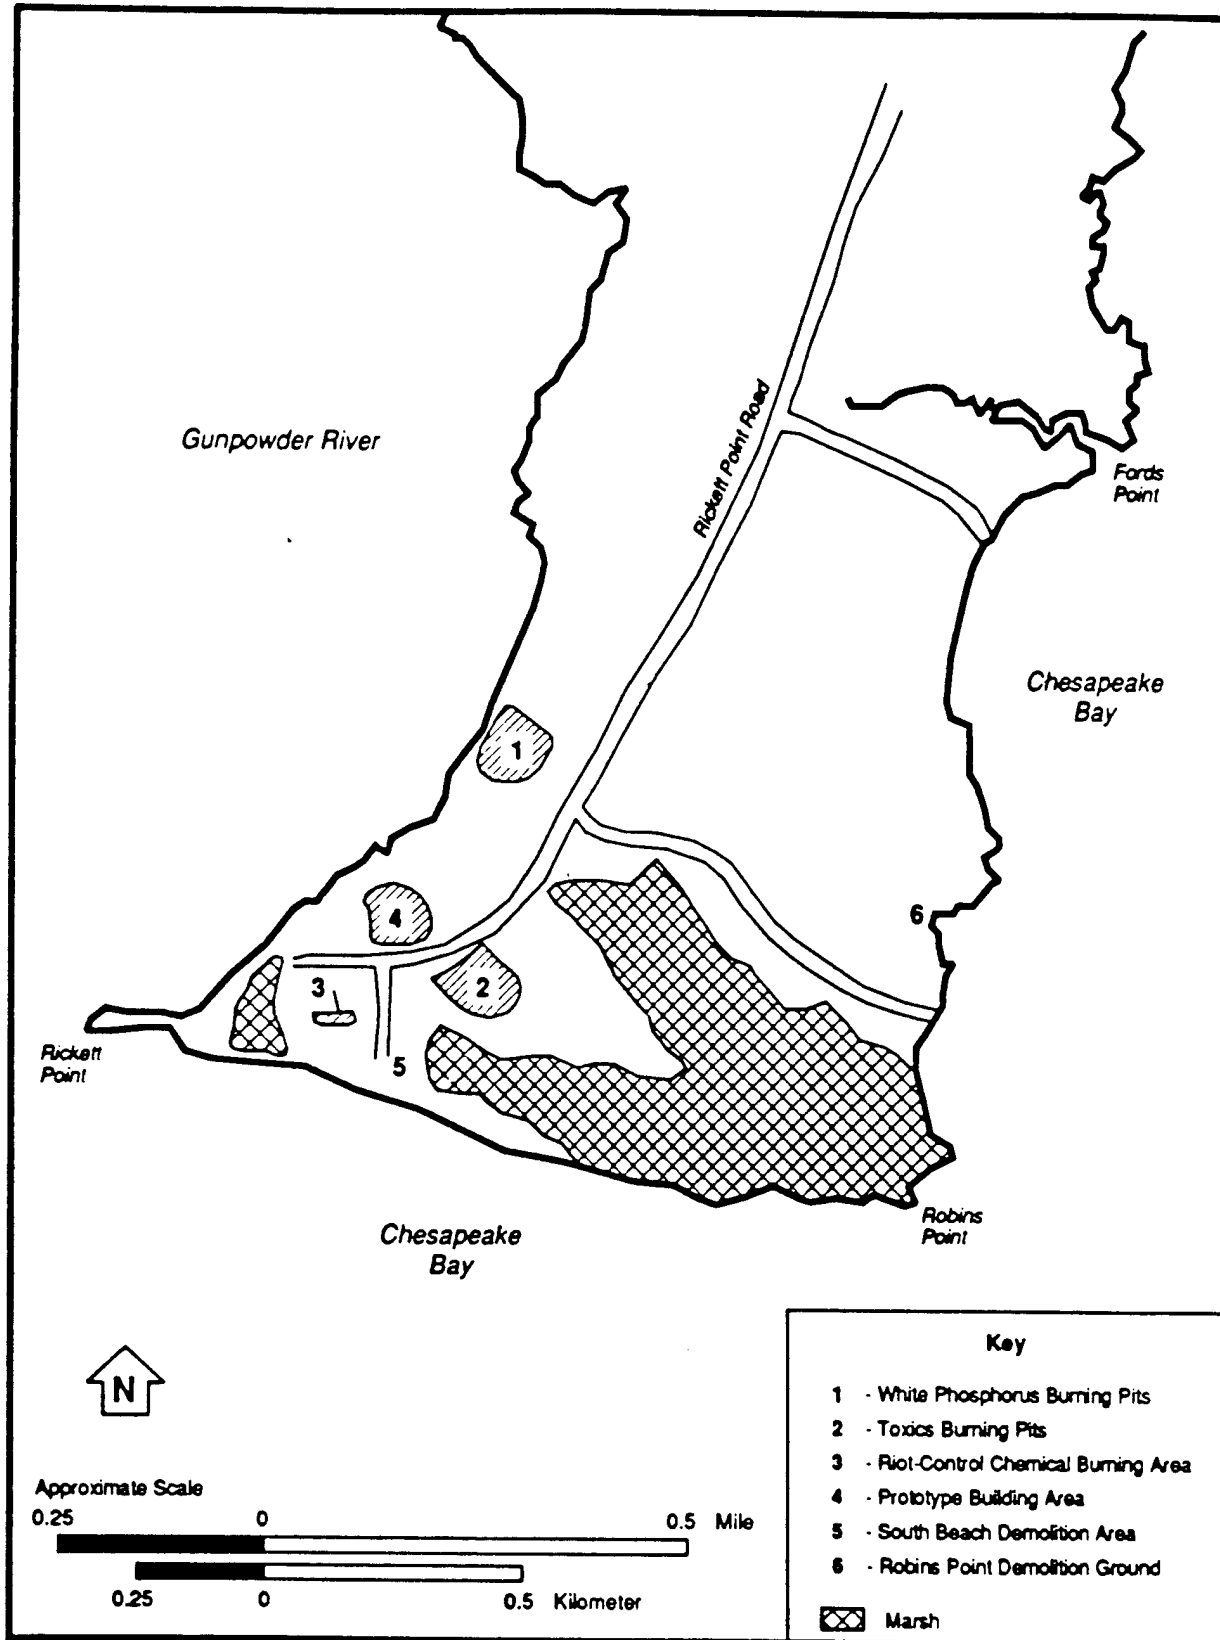 Gunpowder River
Rickett Point Road
Fords
Point
Chesapeake
Bay
1
6
4
3
2
5
Rickett
Point
Robins
Point
Chesapeake
Bay
N
Approximate Scale
0.25 0 0.5 Mile
0.25 0 0.5 Kilometer
Key
1 - White Phosphorus Burning Pits
2 - Toxics Burning Pits
3 - Riot-Control Chemical Burning Area
4 - Prototype Building Area
5 - South Beach Demolition Area
6 - Robins Point Demolition Ground
Marsh